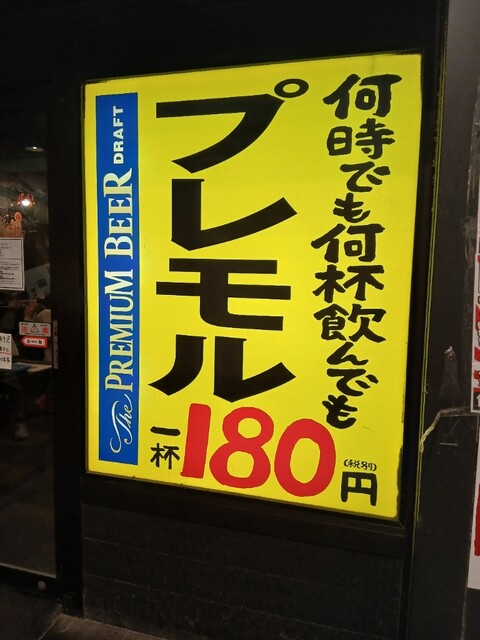 何時でも何杯飲んでも
プレモル
一杯180円
(税別)
The PREMIUM BEER DRAFT